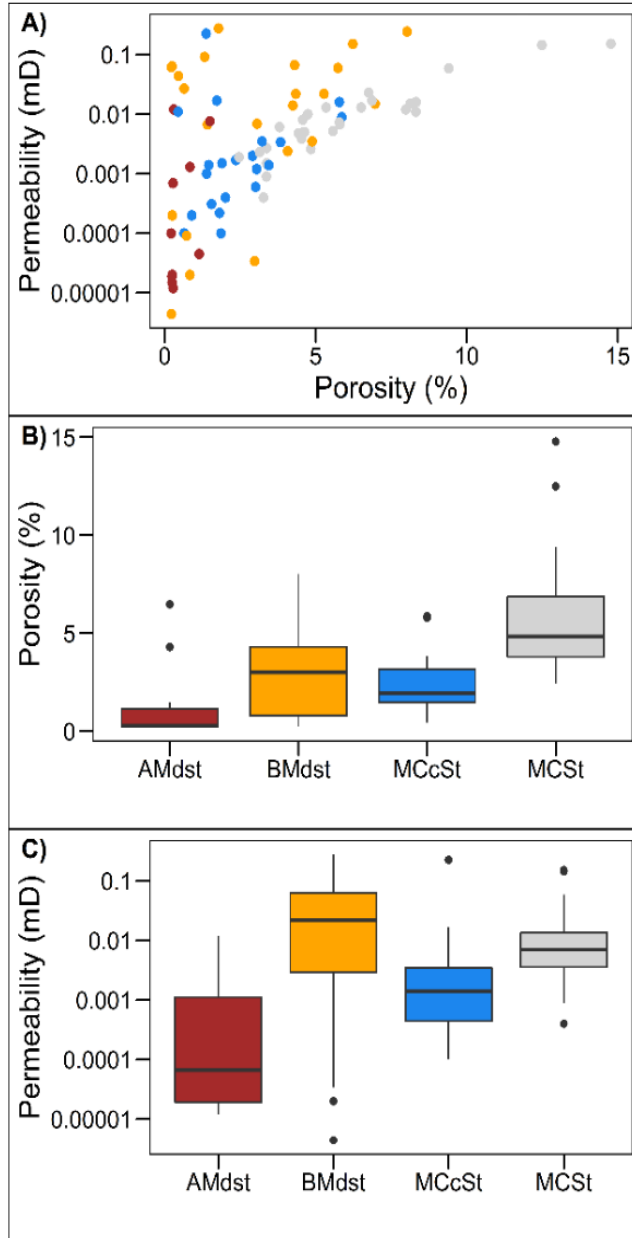 A)
Permeability (mD)
0.1
0.01
0.001
0.0001
0.00001
0
5
10
15
Porosity (%)
B)
Porosity (%)
15
10
5
0
AMdst
BMdst
MCcSt
MCSt
C)
Permeability (mD)
0.1
0.01
0.001
0.0001
0.00001
AMdst
BMdst
MCcSt
MCSt